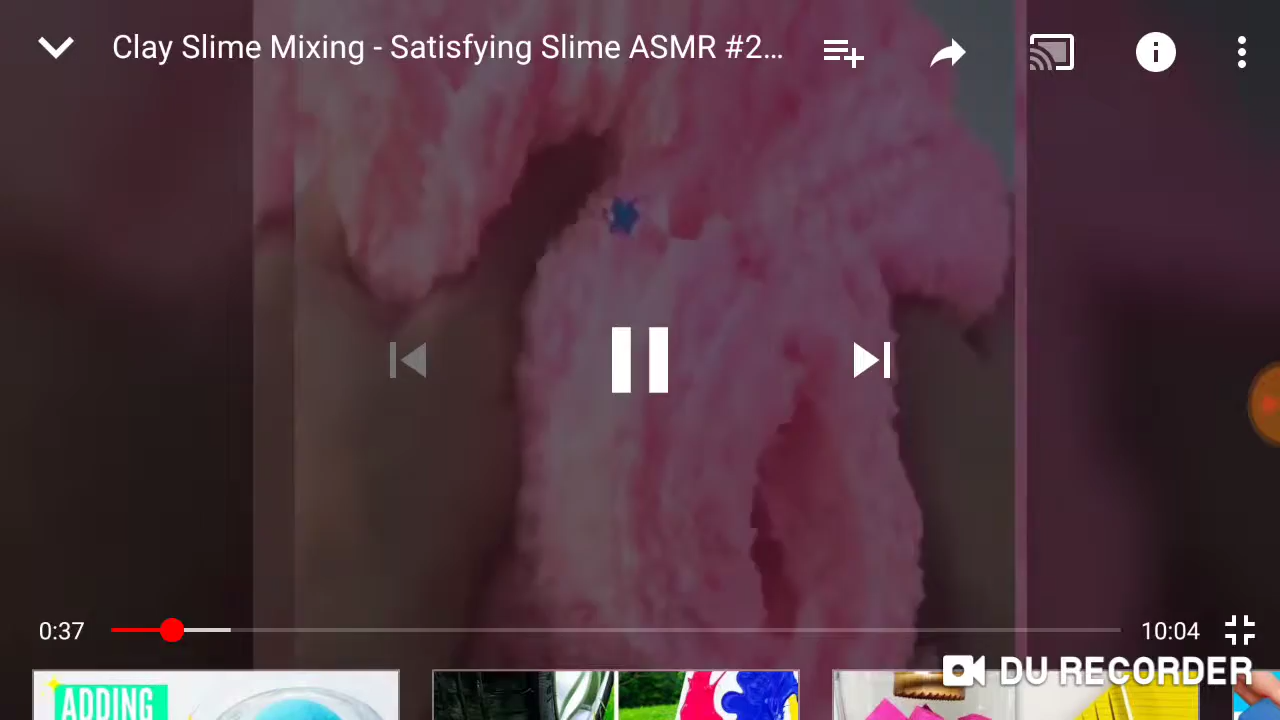 Clay Slime Mixing - Satisfying Slime ASMR #2...
0:37
10:04
DU RECORDER
ADDING